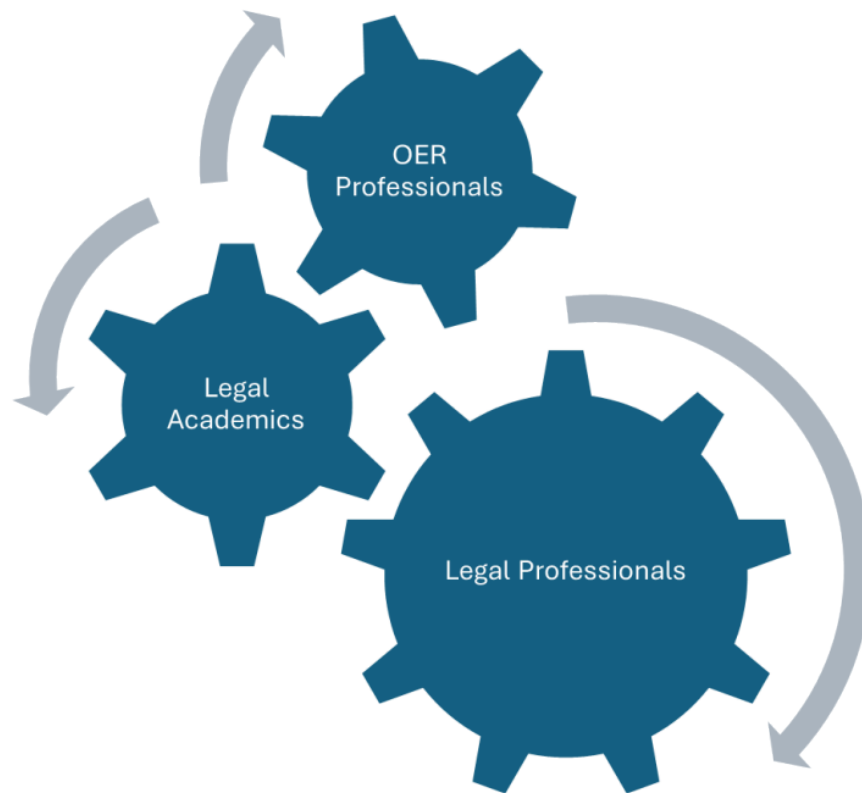 OER
Professionals
Legal
Academics
Legal Professionals